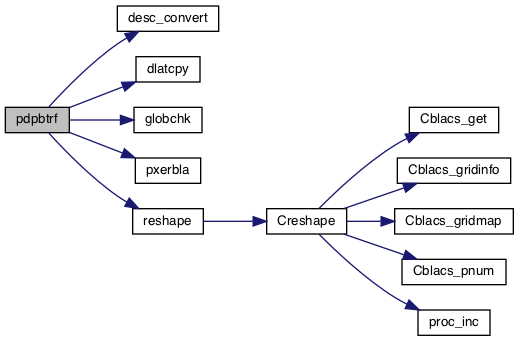 desc_convert
dlatcpy
pdpbtrf
globchk
Cblacs_get
pxerbla
Cblacs_gridinfo
reshape
Creshape
Cblacs_gridmap
Cblacs_pnum
proc_inc